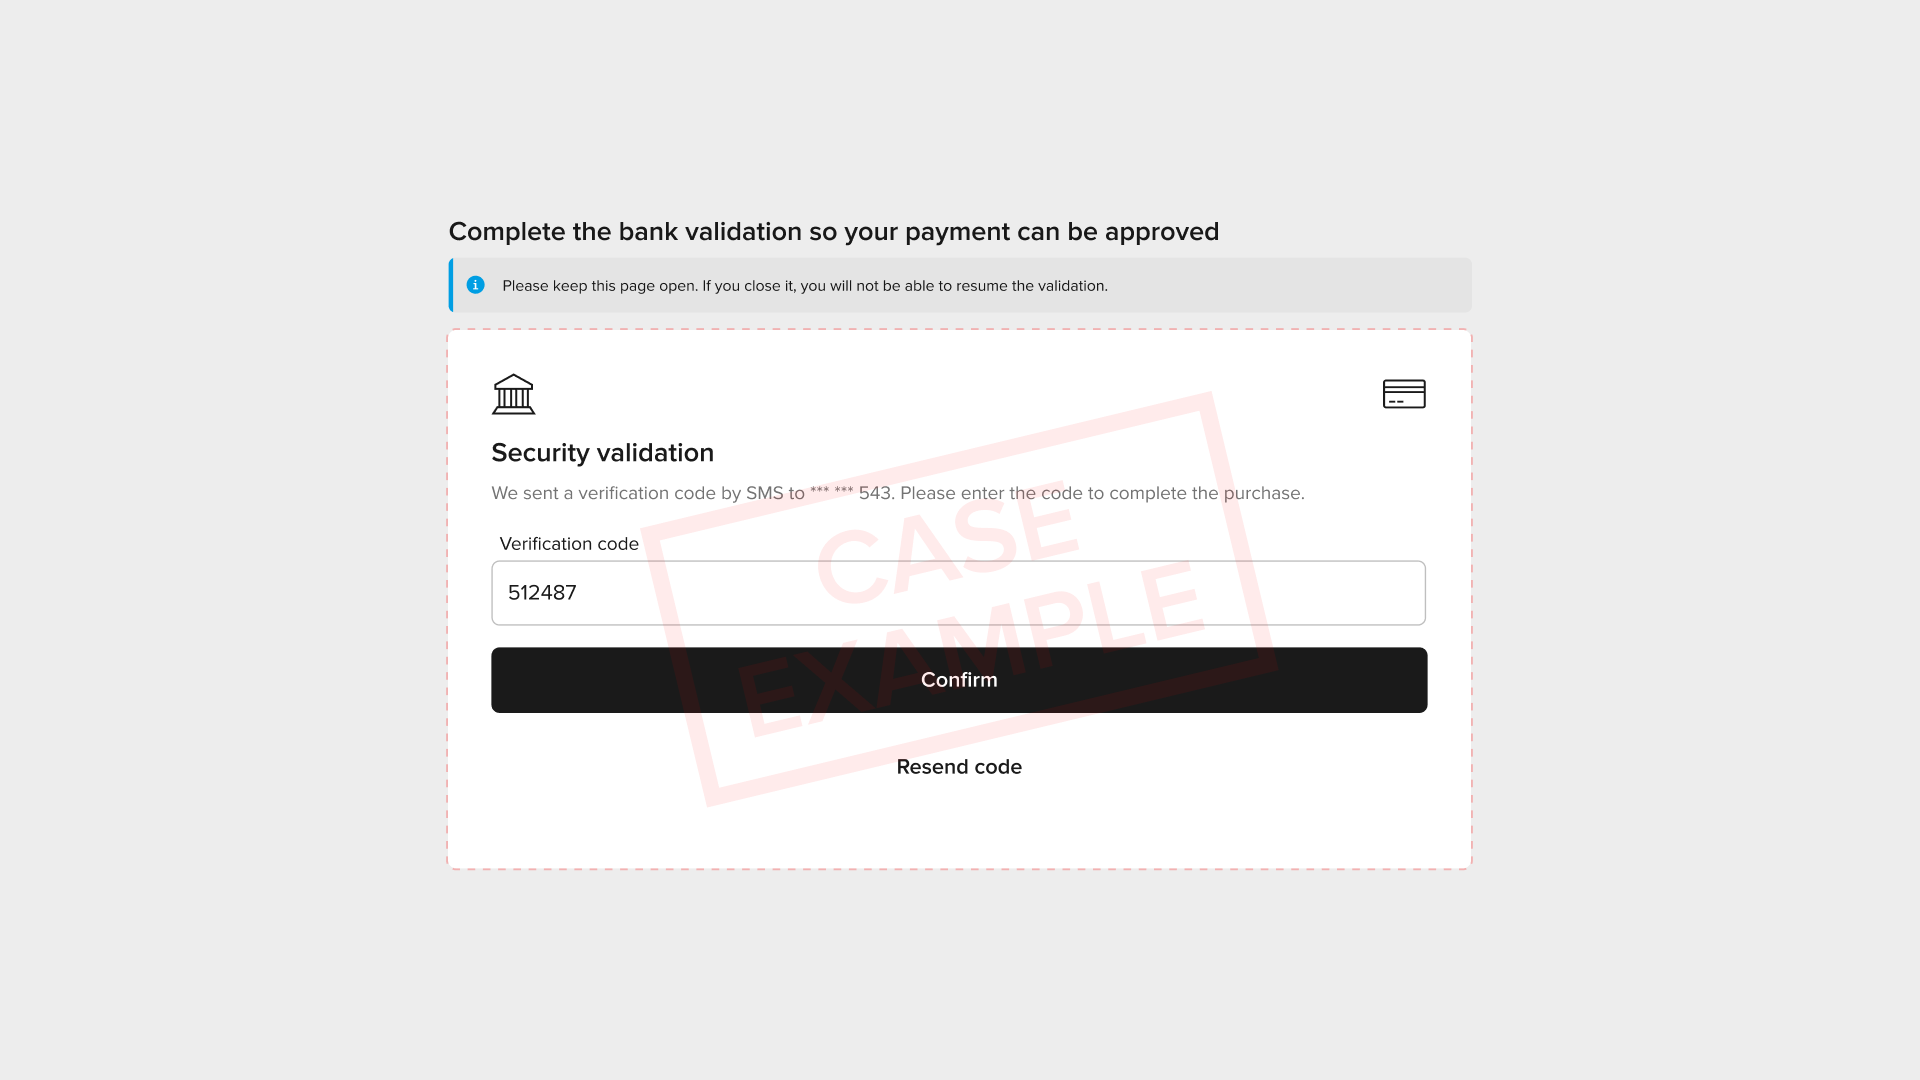 Complete the bank validation so your payment can be approved
Please keep this page open. If you close it, you will not be able to resume the validation.
Security validation
We sent a verification code by SMS to *** *** 543. Please enter the code to complete the purchase.
Verification code
512487
Confirm
Resend code
CASE
EXAMPLE